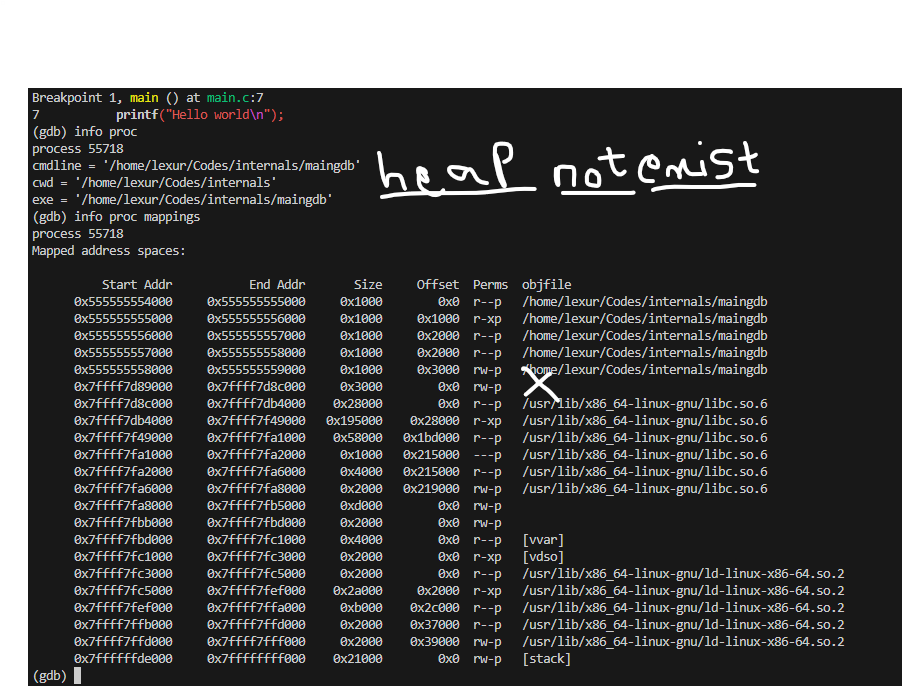 Breakpoint 1, main () at main.c:7
7 printf("Hello world\n");
(gdb) info proc
process 55718
cmdline = '/home/lexur/Codes/internals/maingdb'
cwd = '/home/lexur/Codes/internals'
exe = '/home/lexur/Codes/internals/maingdb'
heap not exist
(gdb) info proc mappings
process 55718
Mapped address spaces:
Start Addr End Addr Size Offset Perms objfile
0x555555554000 0x555555555000 0x1000 0x0 r--p /home/lexur/Codes/internals/maingdb
0x555555555000 0x555555556000 0x1000 0x1000 r-xp /home/lexur/Codes/internals/maingdb
0x555555556000 0x555555557000 0x1000 0x2000 r--p /home/lexur/Codes/internals/maingdb
0x555555557000 0x555555558000 0x1000 0x2000 r--p /home/lexur/Codes/internals/maingdb
0x555555558000 0x555555559000 0x1000 0x3000 rw-p /home/lexur/Codes/internals/maingdb
0x7ffff7d89000 0x7ffff7d8c000 0x3000 0x0 rw-p
0x7ffff7d8c000 0x7ffff7db4000 0x28000 0x0 r--p /usr/lib/x86_64-linux-gnu/libc.so.6
0x7ffff7db4000 0x7ffff7f49000 0x195000 0x28000 r-xp /usr/lib/x86_64-linux-gnu/libc.so.6
0x7ffff7f49000 0x7ffff7fa1000 0x58000 0x1bd000 r--p /usr/lib/x86_64-linux-gnu/libc.so.6
0x7ffff7fa1000 0x7ffff7fa2000 0x1000 0x215000 ---p /usr/lib/x86_64-linux-gnu/libc.so.6
0x7ffff7fa2000 0x7ffff7fa6000 0x4000 0x215000 r--p /usr/lib/x86_64-linux-gnu/libc.so.6
0x7ffff7fa6000 0x7ffff7fa8000 0x2000 0x219000 rw-p /usr/lib/x86_64-linux-gnu/libc.so.6
0x7ffff7fa8000 0x7ffff7fb5000 0xd000 0x0 rw-p
0x7ffff7fbb000 0x7ffff7fbd000 0x2000 0x0 rw-p
0x7ffff7fbd000 0x7ffff7fc1000 0x4000 0x0 r--p [vvar]
0x7ffff7fc1000 0x7ffff7fc3000 0x2000 0x0 r-xp [vdso]
0x7ffff7fc3000 0x7ffff7fc5000 0x2000 0x0 r--p /usr/lib/x86_64-linux-gnu/ld-linux-x86-64.so.2
0x7ffff7fc5000 0x7ffff7fef000 0x2a000 0x2000 r-xp /usr/lib/x86_64-linux-gnu/ld-linux-x86-64.so.2
0x7ffff7fef000 0x7ffff7ffa000 0xb000 0x2c000 r--p /usr/lib/x86_64-linux-gnu/ld-linux-x86-64.so.2
0x7ffff7ffb000 0x7ffff7ffd000 0x2000 0x37000 r--p /usr/lib/x86_64-linux-gnu/ld-linux-x86-64.so.2
0x7ffff7ffd000 0x7ffff7fff000 0x2000 0x39000 rw-p /usr/lib/x86_64-linux-gnu/ld-linux-x86-64.so.2
0x7ffffffde000 0x7ffffffff000 0x21000 0x0 rw-p [stack]
(gdb)